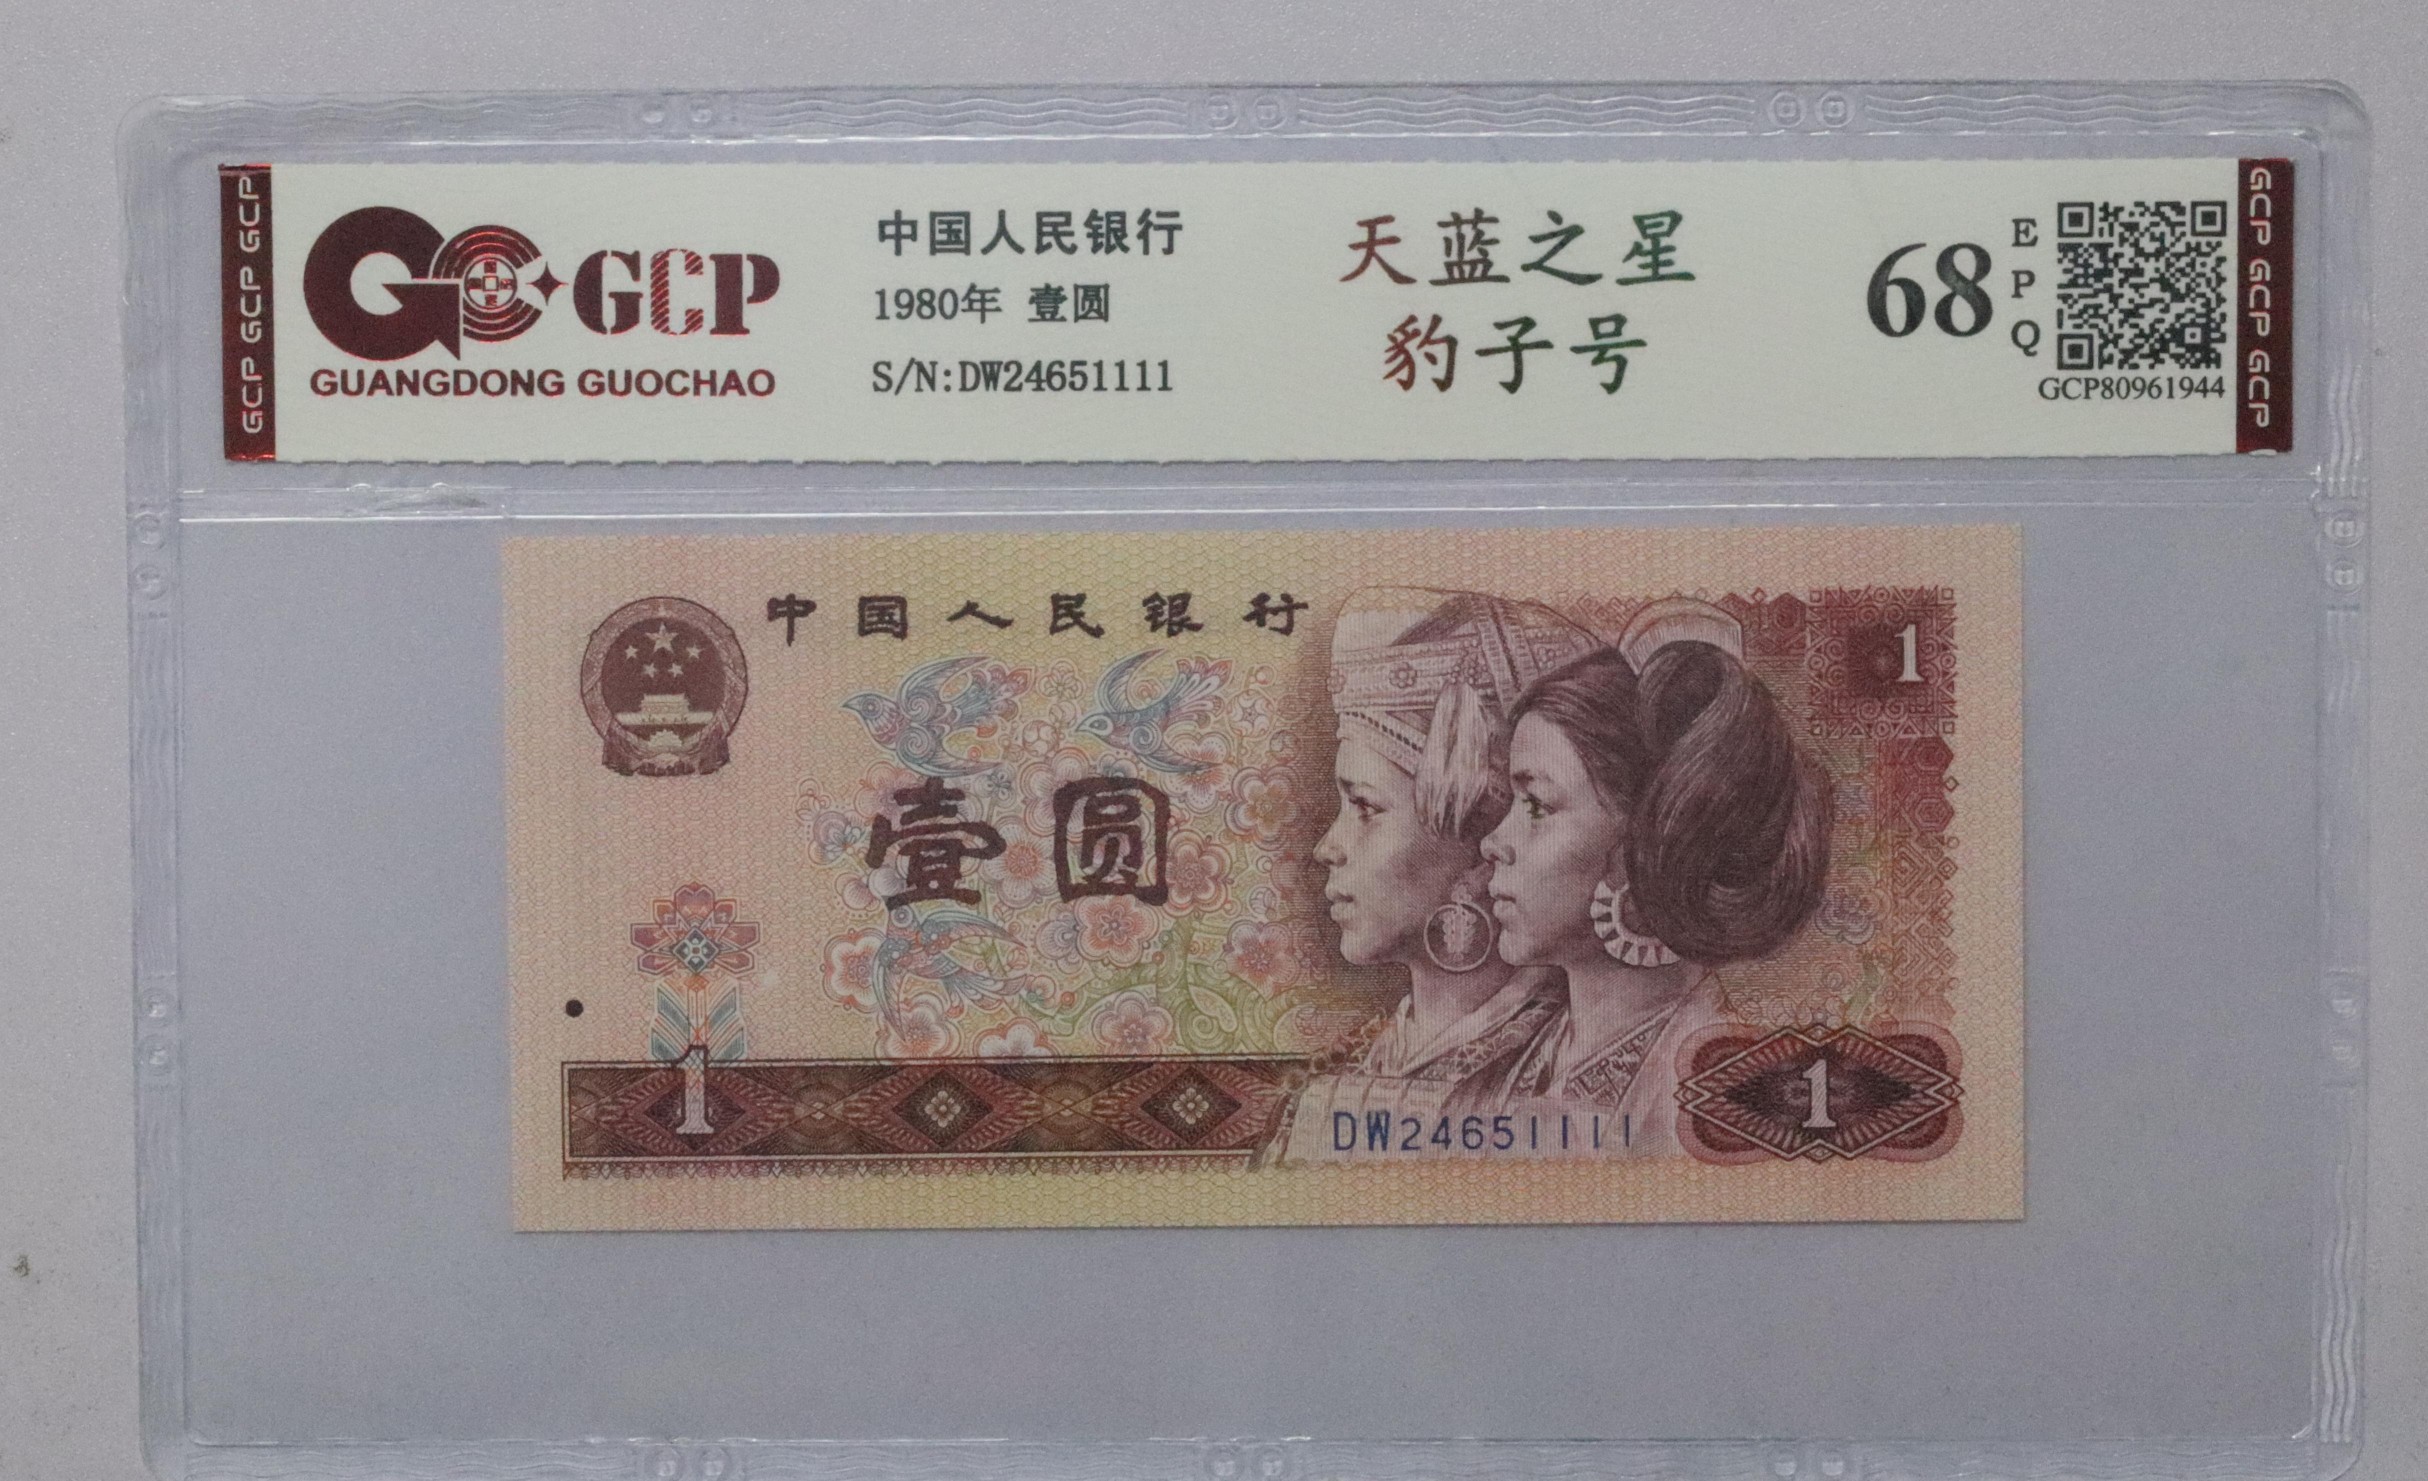 GCP GCP GCP
GCP
GUANGDONG GUOCHAO
中国人民银行
1980年 壹圆
S/N:DW24651111
天蓝之星
豹子号
68
E
P
Q
GCP80961944
GCP GCP GCP
中国人民银行
1
壹圆
1
1
DW24651111